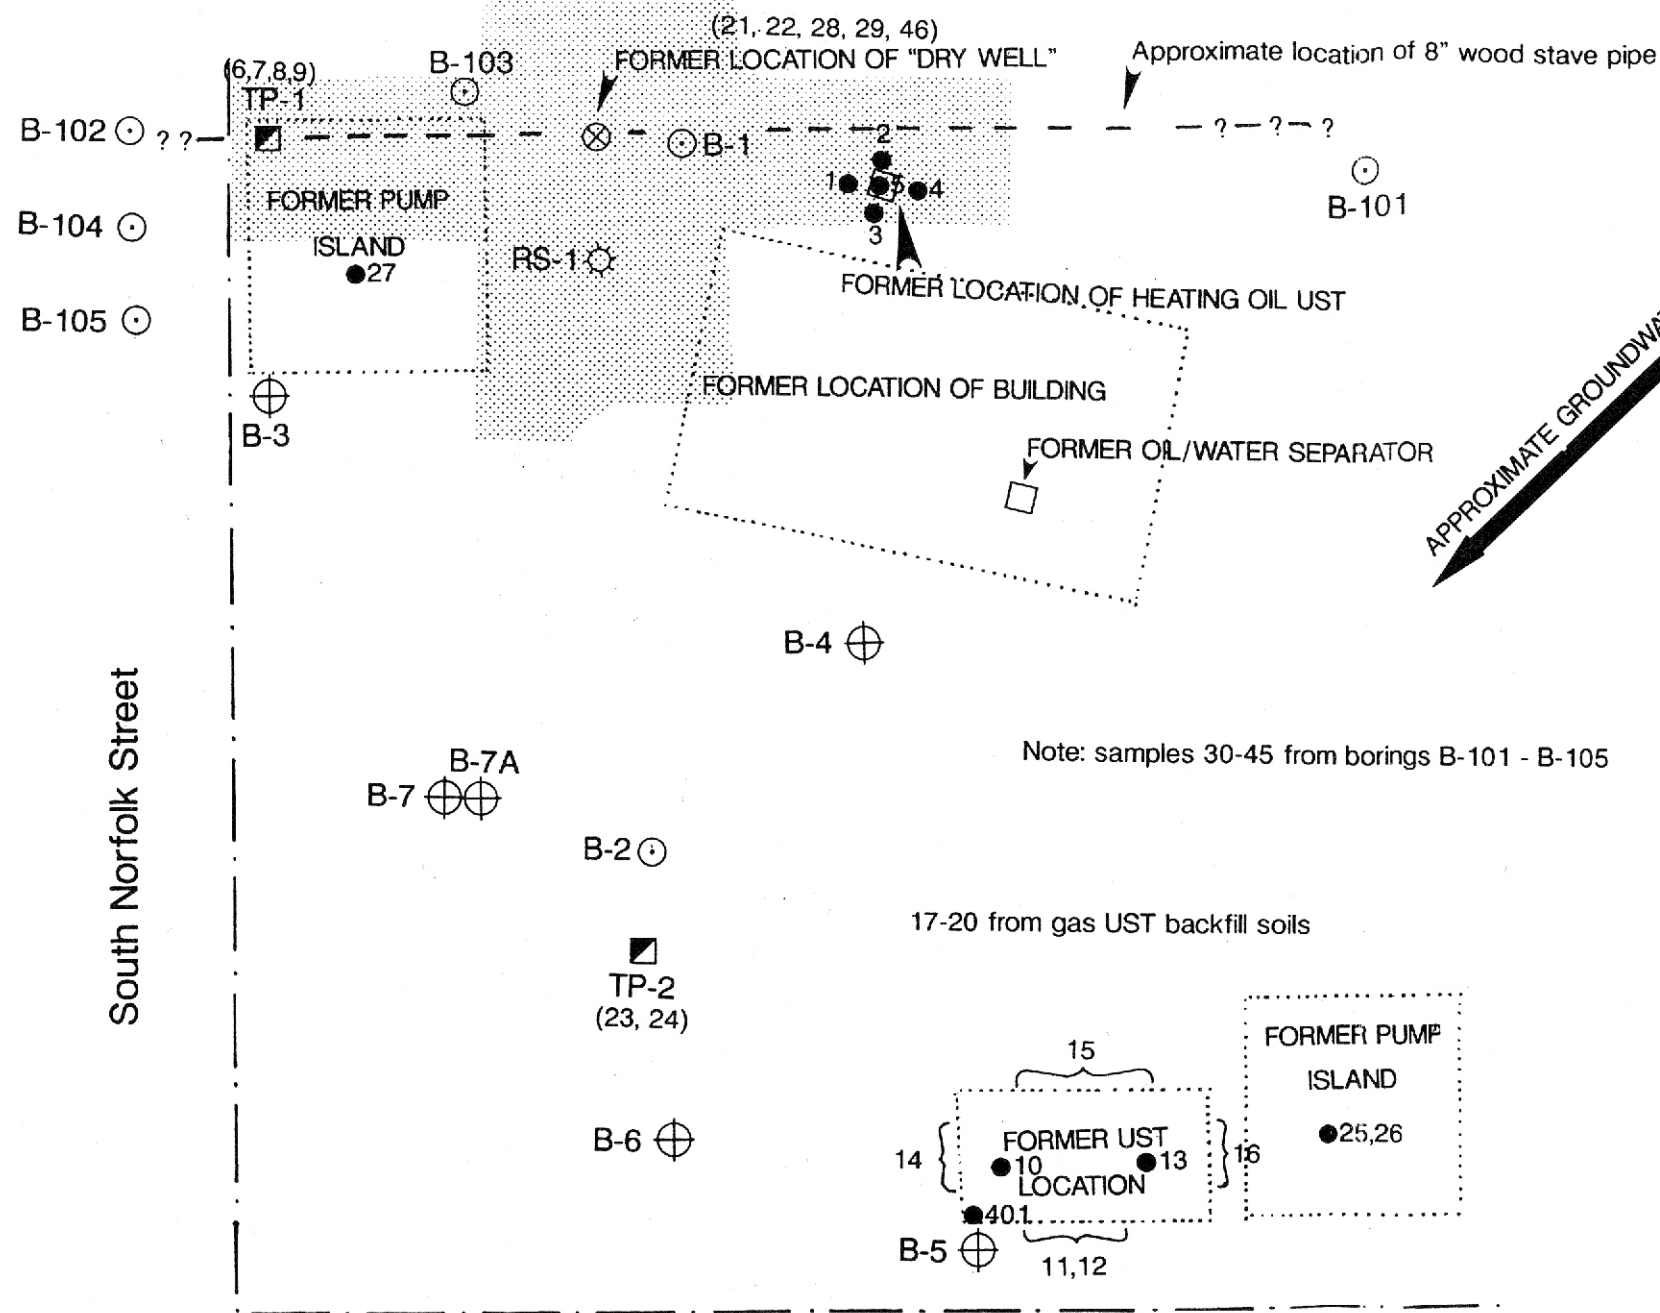 (21, 22, 28, 29, 46)
FORMER LOCATION OF "DRY WELL"
Approximate location of 8" wood stave pipe
(6,7,8,9)
TP-1
B-103
B-102
? ?
B-1
2
? — ? — ?
1
5
4
3
B-101
FORMER PUMP
ISLAND
27
B-104
RS-1
FORMER LOCATION OF HEATING OIL UST
B-105
B-3
FORMER LOCATION OF BUILDING
FORMER OIL/WATER SEPARATOR
APPROXIMATE
B-4
South Norfolk Street
Note: samples 30-45 from borings B-101 - B-105
B-7A
B-7
B-2
17-20 from gas UST backfill soils
TP-2
(23, 24)
15
FORMER PUMP
ISLAND
25,26
B-6
14
FORMER UST
LOCATION
10
13
16
40.1
B-5
11,12